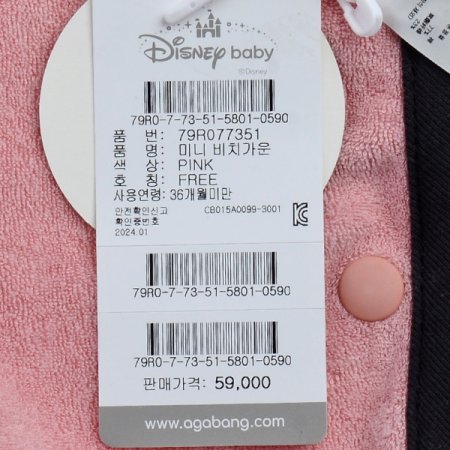 Disney baby
©Disney
79R0-7-73-51-5801-0590
품 번: 79R077351
품 명: 미니 비치가운
색 상: PINK
호 칭: FREE
사용연령: 36개월미만
안전확인신고 CB015A0099-3001
확인증번호
2024.01
79R0-7-73-51-5801-0590
79R0-7-73-51-5801-0590
판매가격: 59,000
www.agabang.com